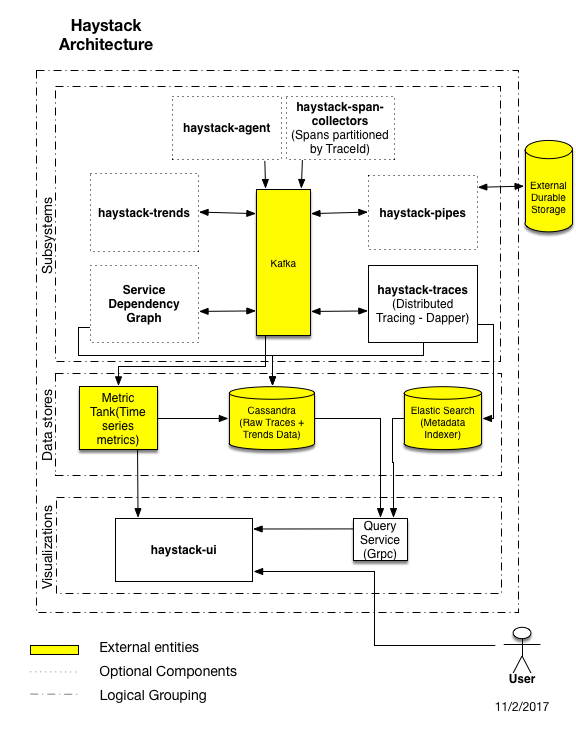 Haystack
Architecture
Subsystems
haystack-agent
haystack-span-
collectors
(Spans partitioned
by TraceId)
haystack-trends
Kafka
haystack-pipes
External
Durable
Storage
Service
Dependency
Graph
haystack-traces
(Distributed
Tracing - Dapper)
Data stores
Metric
Tank(Time
series
metrics)
Cassandra
(Raw Traces +
Trends Data)
Elastic Search
(Metadata
Indexer)
Visualizations
haystack-ui
Query
Service
(Grpc)
External entities
Optional Components
Logical Grouping
User
11/2/2017